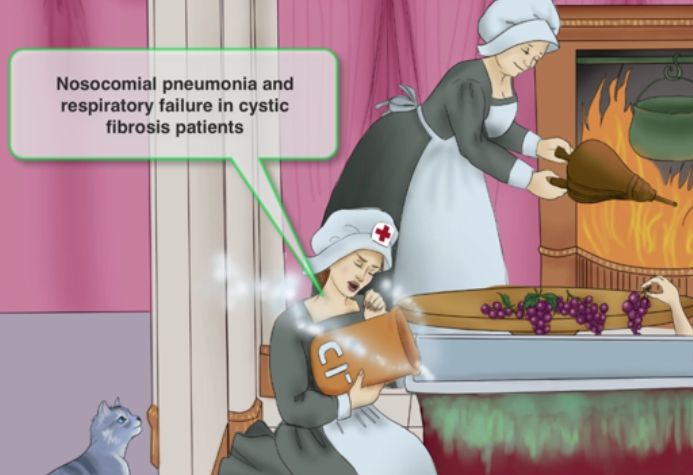 Nosocomial pneumonia and
respiratory failure in cystic
fibrosis patients
Cl-